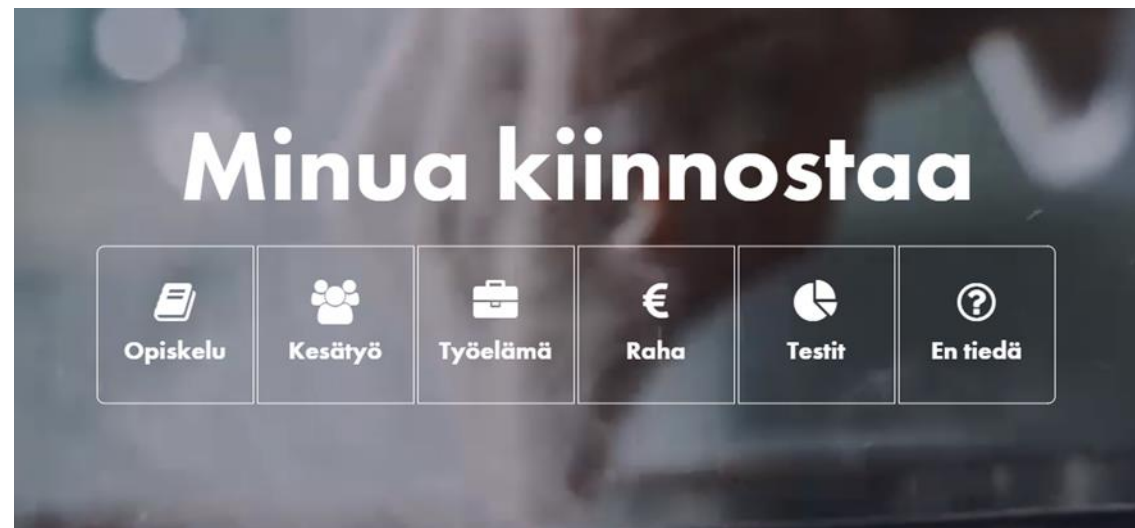 Minua kiinnostaa
Opiskelu
Kesätyö
Työelämä
€
Raha
Testit
?
En tiedä